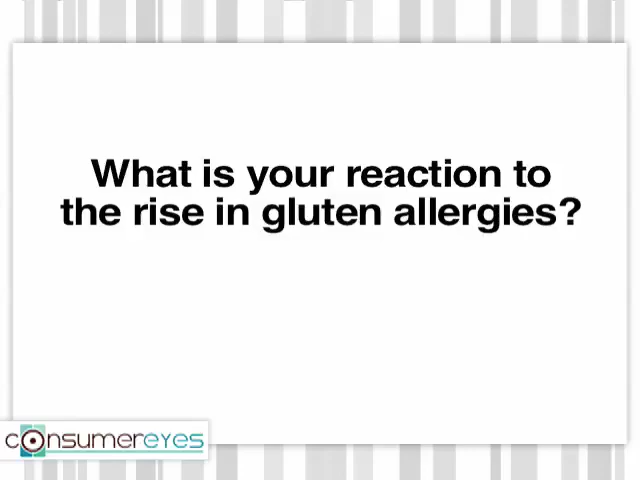 What is your reaction to
the rise in gluten allergies?
consumereyes